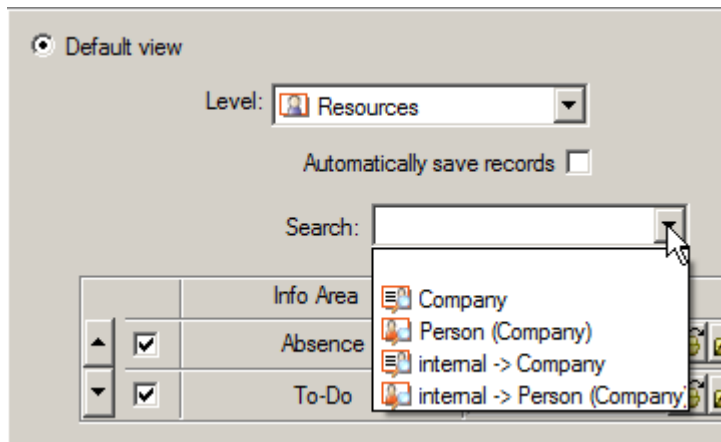 Default view
Level: Resources
Automatically save records
Search:
Info Area
Company
Person (Company)
Absence
internal -> Company
To-Do
internal -> Person (Company)